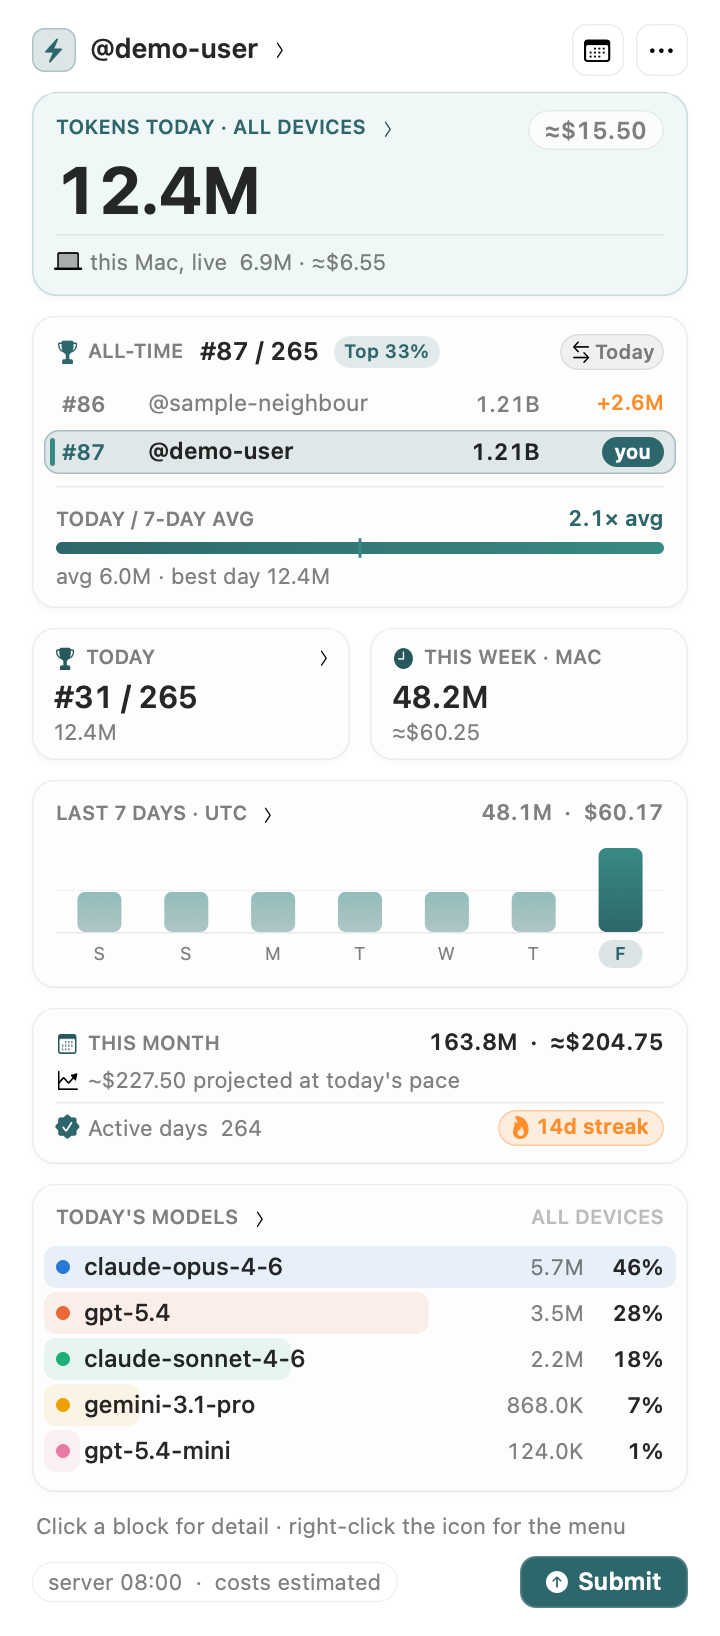 @demo-user
TOKENS TODAY · ALL DEVICES
≈$15.50
12.4M
this Mac, live 6.9M · ≈$6.55
ALL-TIME #87 / 265 Top 33% Today
#86 @sample-neighbour 1.21B +2.6M
#87 @demo-user 1.21B you
TODAY / 7-DAY AVG 2.1× avg
avg 6.0M · best day 12.4M
TODAY
#31 / 265
12.4M
THIS WEEK · MAC
48.2M
≈$60.25
LAST 7 DAYS · UTC 48.1M · $60.17
S S M T W T F
THIS MONTH 163.8M · ≈$204.75
~$227.50 projected at today's pace
Active days 264 14d streak
TODAY'S MODELS ALL DEVICES
claude-opus-4-6 5.7M 46%
gpt-5.4 3.5M 28%
claude-sonnet-4-6 2.2M 18%
gemini-3.1-pro 868.0K 7%
gpt-5.4-mini 124.0K 1%
Click a block for detail · right-click the icon for the menu
server 08:00 · costs estimated
Submit